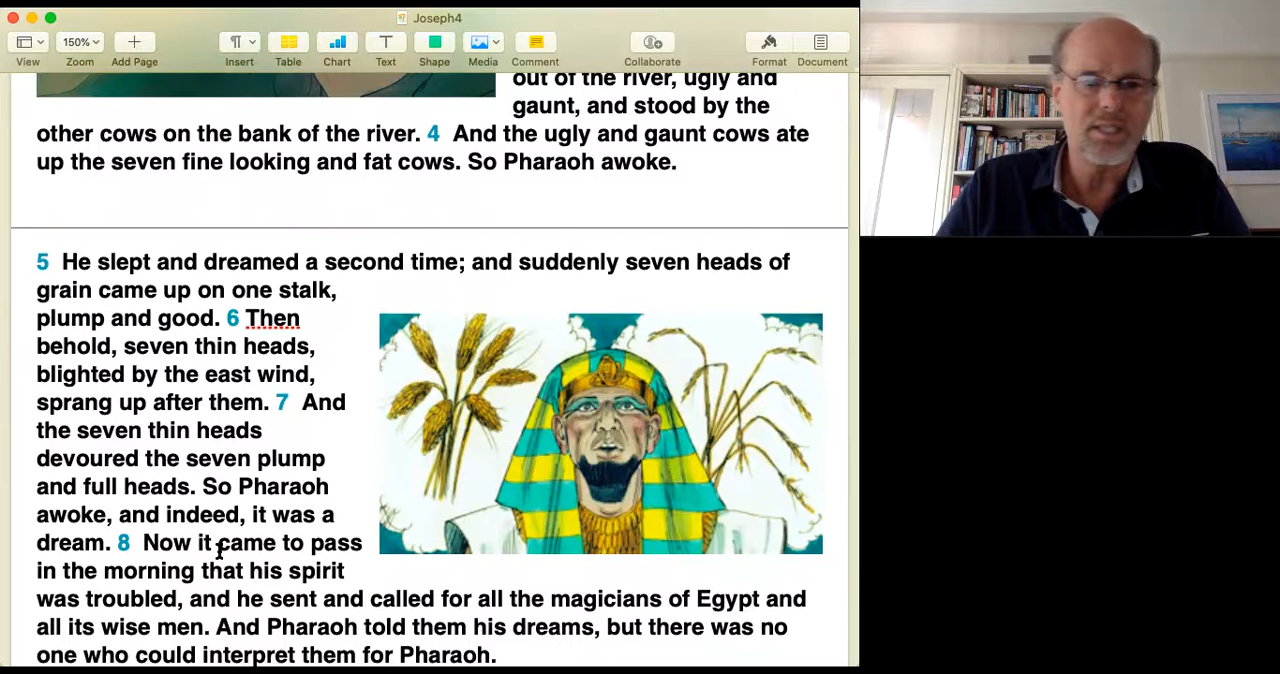 Joseph4
150%
View
Zoom
Add Page
Insert
Table
Chart
Text
Shape
Media
Comment
Collaborate
Format
Document
out of the river, ugly and
gaunt, and stood by the
other cows on the bank of the river. 4 And the ugly and gaunt cows ate
up the seven fine looking and fat cows. So Pharaoh awoke.
5 He slept and dreamed a second time; and suddenly seven heads of
grain came up on one stalk,
plump and good. 6 Then
behold, seven thin heads,
blighted by the east wind,
sprang up after them. 7 And
the seven thin heads
devoured the seven plump
and full heads. So Pharaoh
awoke, and indeed, it was a
dream. 8 Now it came to pass
in the morning that his spirit
was troubled, and he sent and called for all the magicians of Egypt and
all its wise men. And Pharaoh told them his dreams, but there was no
one who could interpret them for Pharaoh.